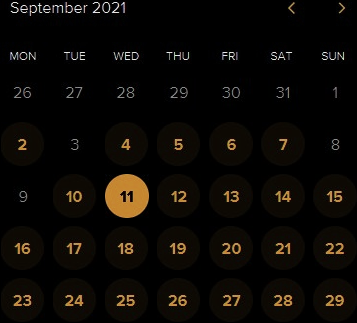 September 2021
MON TUE WED THU FRI SAT SUN
26 27 28 29 30 31 1
2 3 4 5 6 7 8
9 10 11 12 13 14 15
16 17 18 19 20 21 22
23 24 25 26 27 28 29